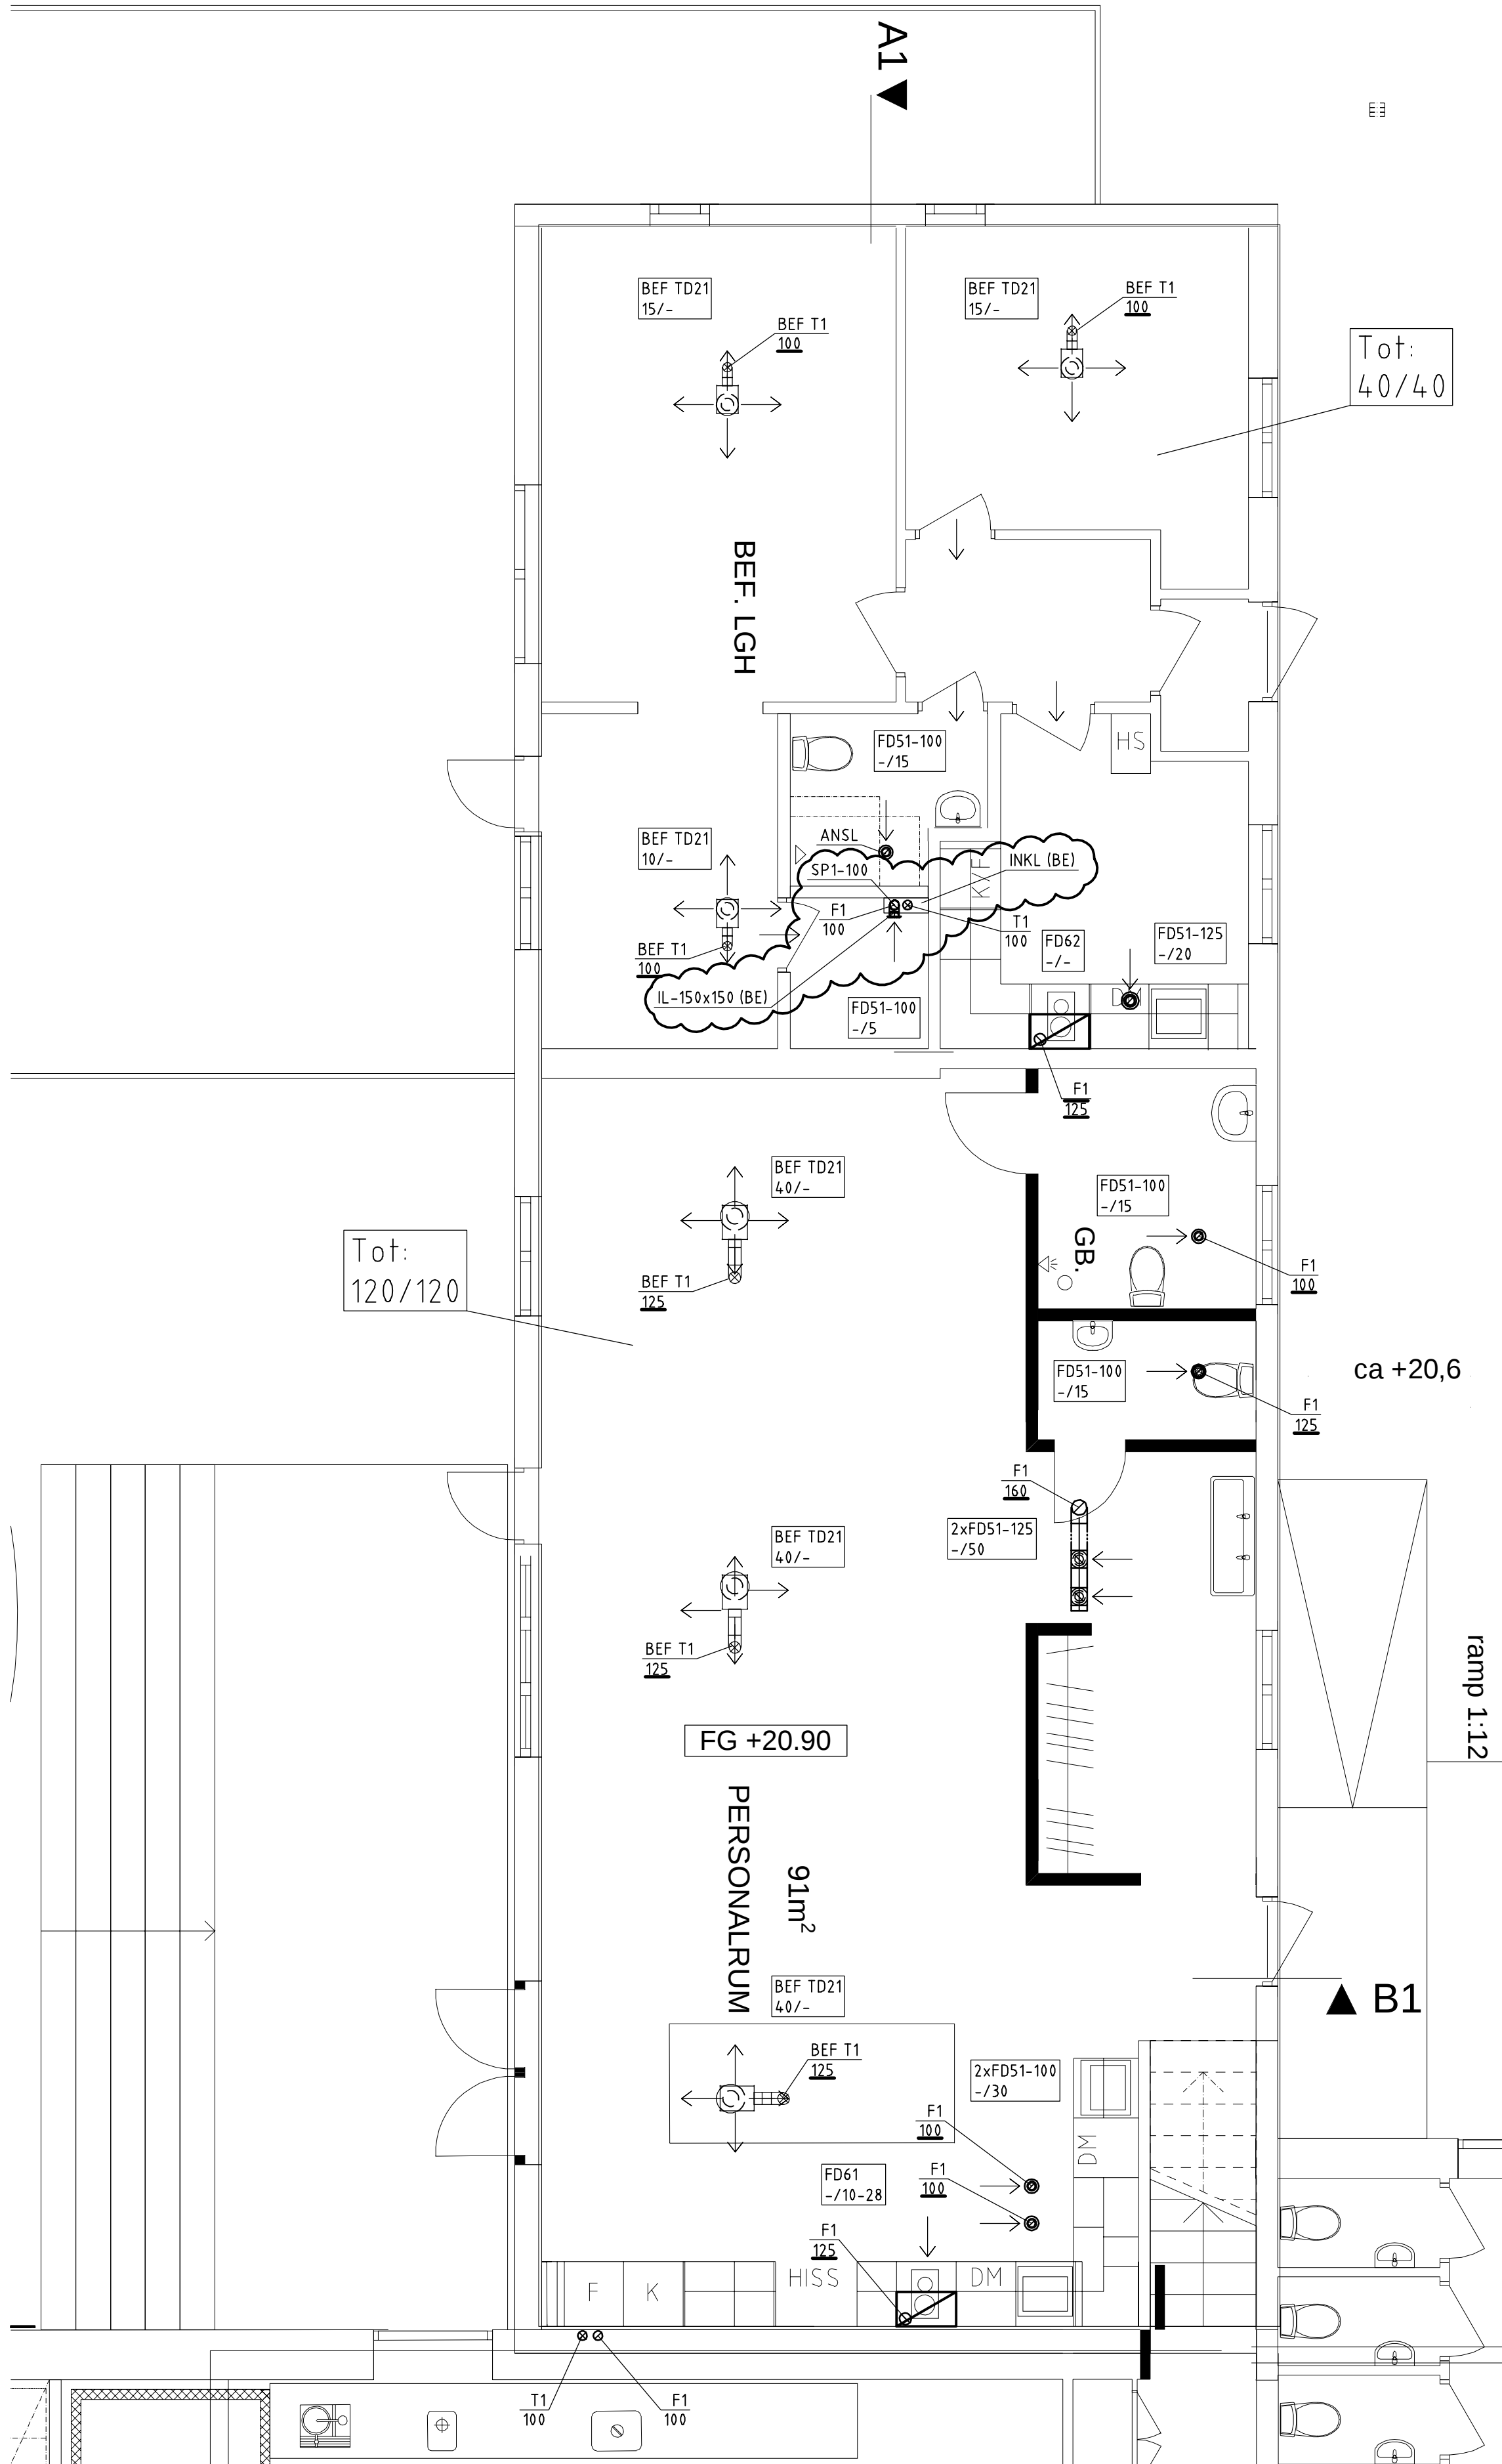 A1
BEF TD21
15/-
BEF T1
100
BEF TD21
15/-
BEF T1
100
Tot:
40/40
BEF. LGH
FD51-100
-/15
HS
BEF TD21
10/-
ANSL
SP1-100
INKL (BE)
K/F
F1
100
T1
100
BEF T1
100
FD62
-/-
FD51-125
-/20
IL-150x150 (BE)
FD51-100
-/5
F1
125
BEF TD21
40/-
FD51-100
-/15
GB.
Tot:
120/120
BEF T1
125
F1
100
FD51-100
-/15
ca +20,6
F1
125
F1
160
BEF TD21
40/-
2xFD51-125
-/50
BEF T1
125
ramp 1:12
FG +20.90
PERSONALRUM
91m²
BEF TD21
40/-
B1
BEF T1
125
2xFD51-100
-/30
F1
100
DM
FD61
-/10-28
F1
100
F1
125
F
K
HISS
DM
T1
100
F1
100